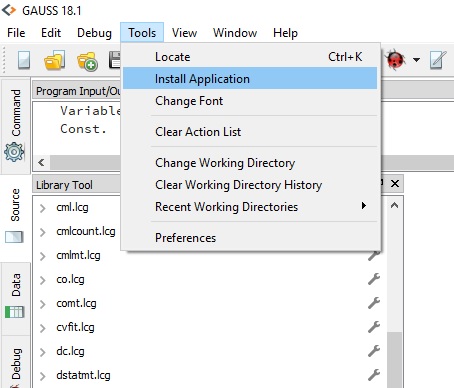 GAUSS 18.1
File Edit Debug Tools View Window Help
Locate Ctrl+K
Install Application
Change Font
Clear Action List
Change Working Directory
Clear Working Directory History
Recent Working Directories
Preferences
Command
Source
Data
Debug
Program Input/Ou
Variable
Const.
Library Tool
cml.lcg
cmlcount.lcg
cmlmt.lcg
co.lcg
comt.lcg
cvfit.lcg
dc.lcg
dstatmt.lcg